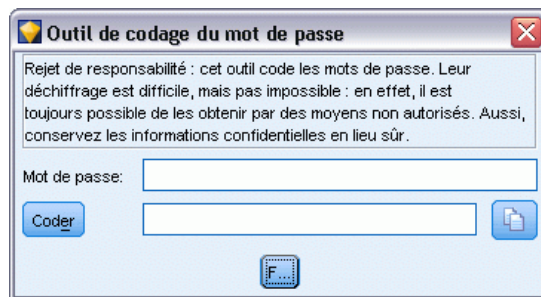 Outil de codage du mot de passe
Rejet de responsabilité : cet outil code les mots de passe. Leur
déchiffrage est difficile, mais pas impossible : en effet, il est
toujours possible de les obtenir par des moyens non autorisés. Aussi,
conservez les informations confidentielles en lieu sûr.
Mot de passe:
Coder
F...